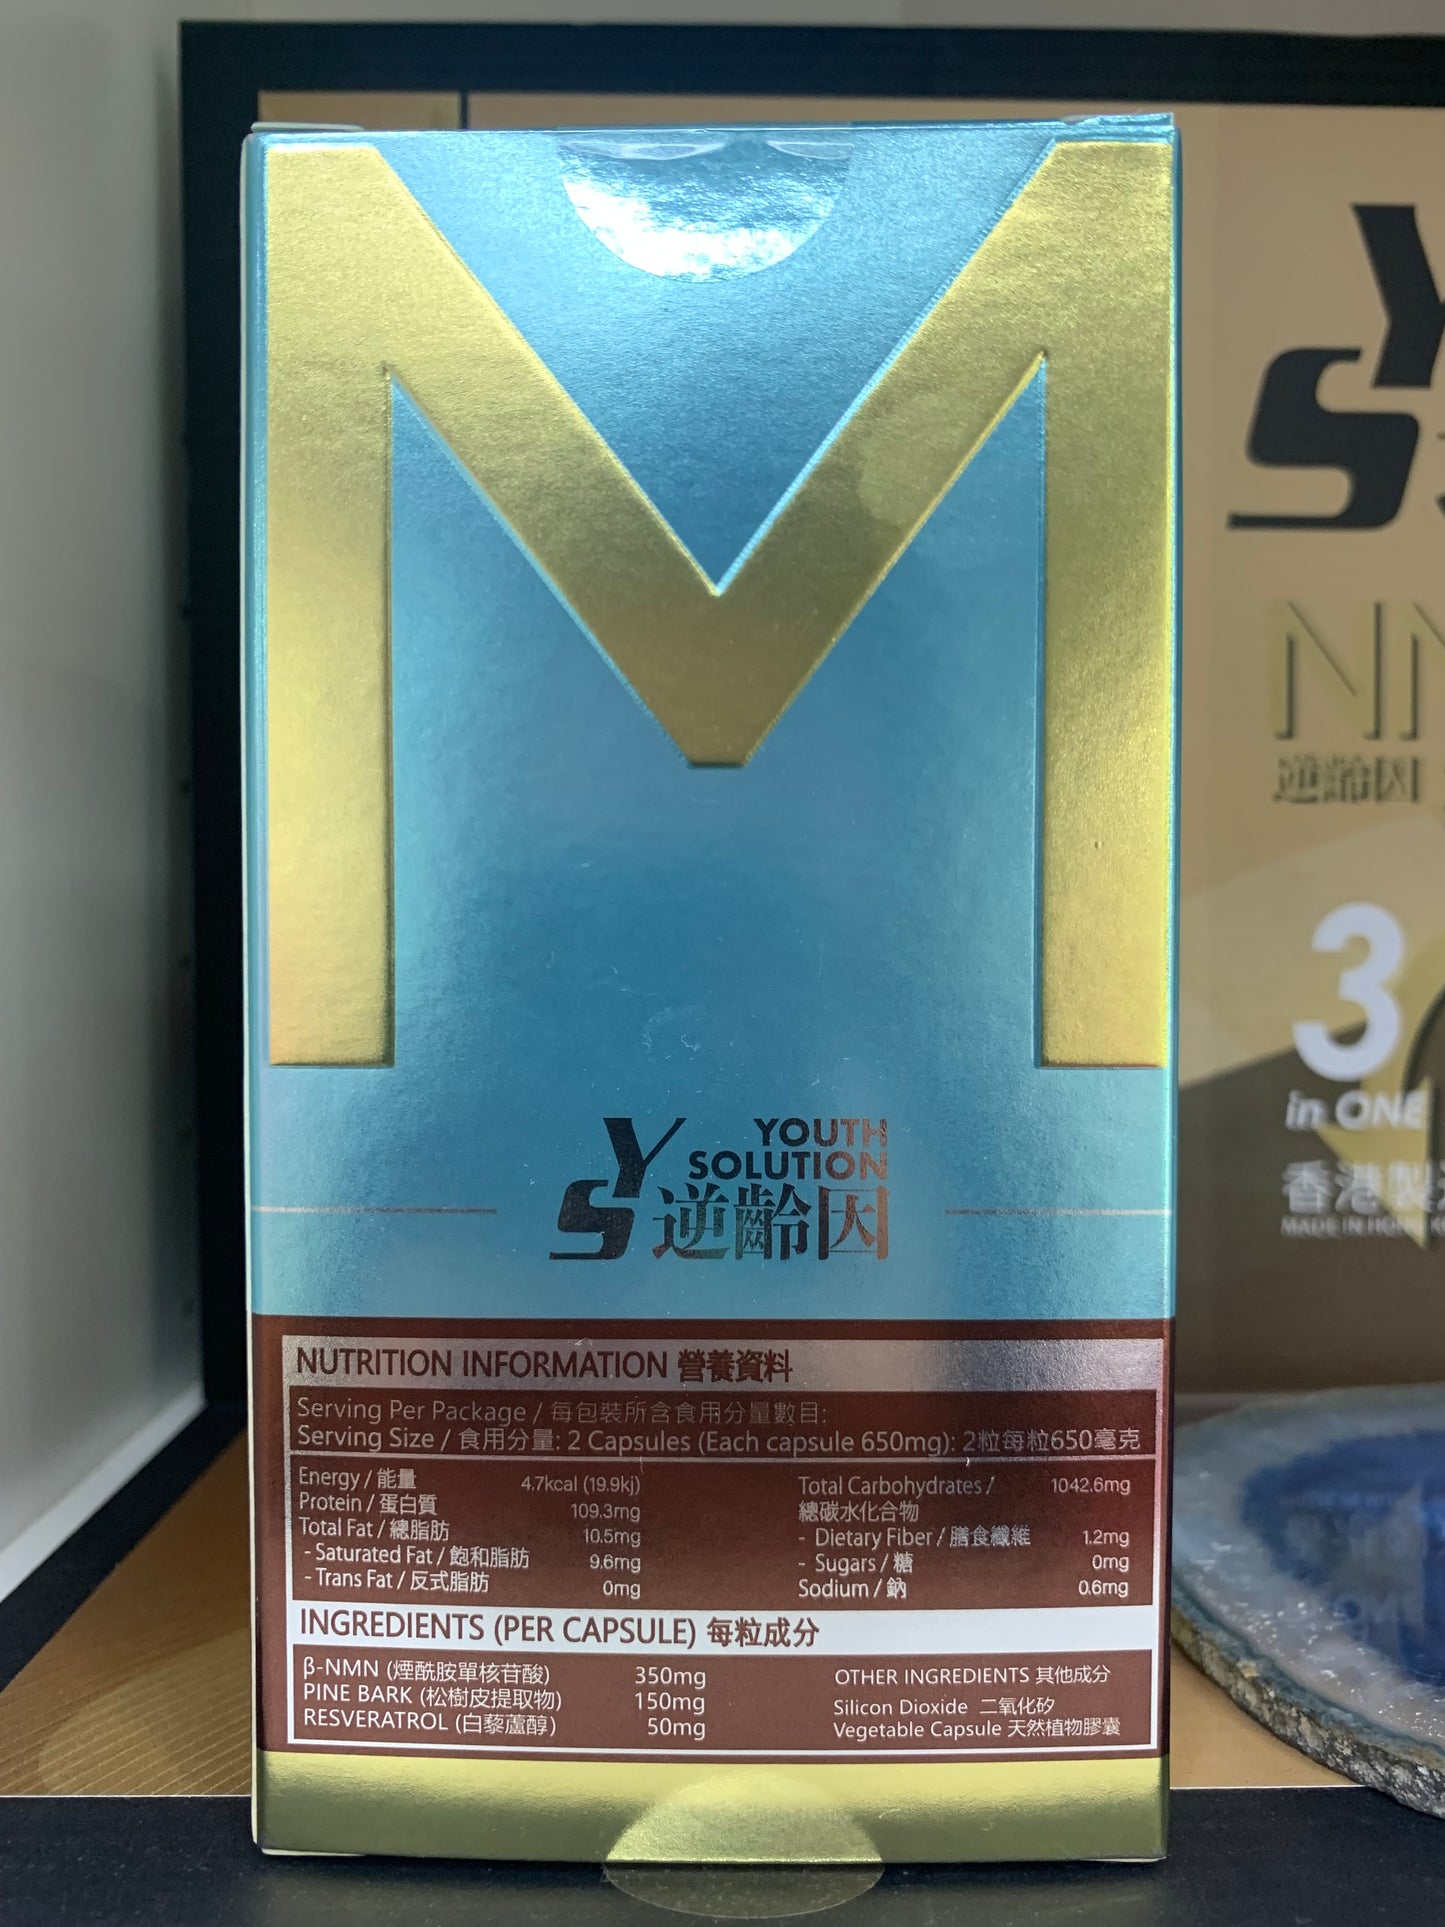 M
YS
YOUTH
SOLUTION
逆齡因
NUTRITION INFORMATION 營養資料
Serving Per Package / 每包裝所含食用分量數目:
Serving Size / 食用分量: 2 Capsules (Each capsule 650mg): 2粒每粒650毫克
Energy / 能量 4.7kcal (19.9kj)
Protein / 蛋白質 109.3mg
Total Fat / 總脂肪 10.5mg
- Saturated Fat / 飽和脂肪 9.6mg
- Trans Fat / 反式脂肪 0mg
Total Carbohydrates / 1042.6mg
總碳水化合物
- Dietary Fiber / 膳食纖維 1.2mg
- Sugars / 糖 0mg
Sodium / 鈉 0.6mg
INGREDIENTS (PER CAPSULE) 每粒成分
β-NMN (煙酰胺單核苷酸) 350mg
PINE BARK (松樹皮提取物) 150mg
RESVERATROL (白藜蘆醇) 50mg
OTHER INGREDIENTS 其他成分
Silicon Dioxide 二氧化矽
Vegetable Capsule 天然植物膠囊
YS
逆齡因
3
in ONE
香港製
MADE IN HONG